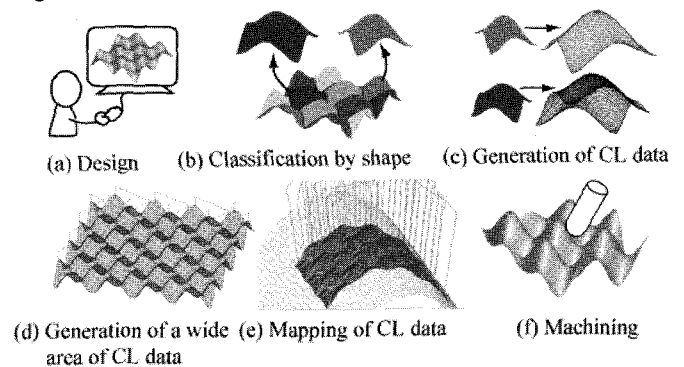 (a) Design
(b) Classification by shape
(c) Generation of CL data
(d) Generation of a wide
area of CL data
(e) Mapping of CL data
(f) Machining